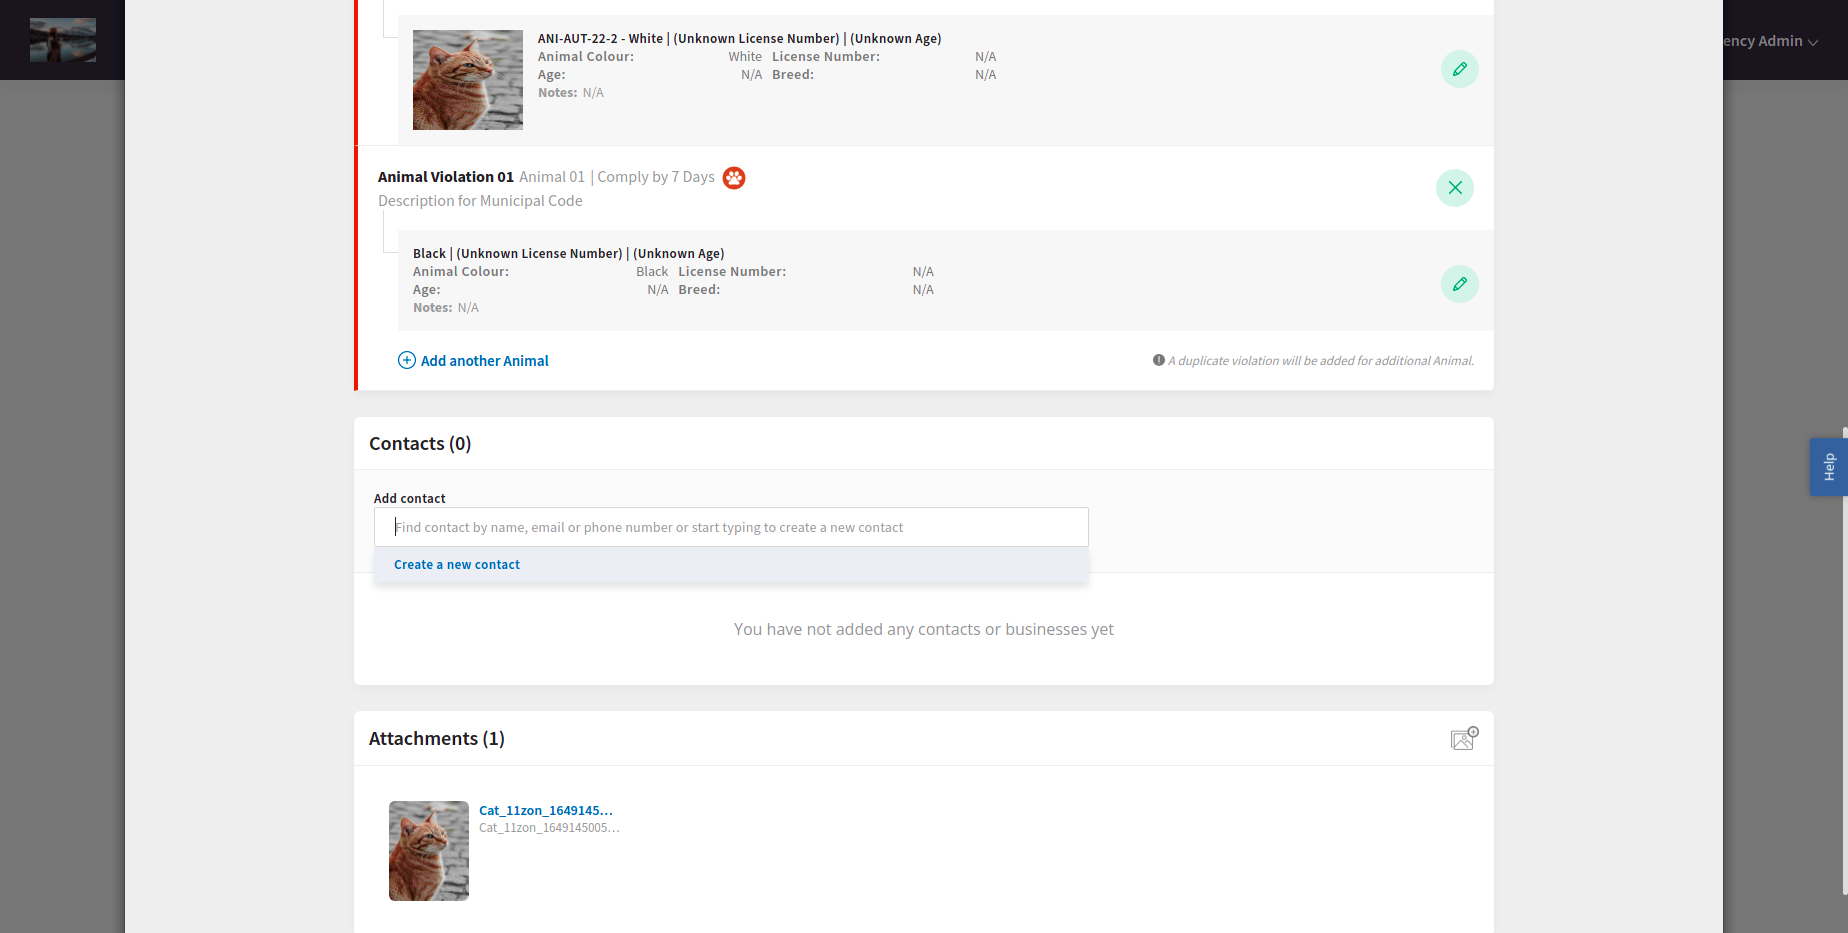 ency Admin
ANI-AUT-22-2 - White | (Unknown License Number) | (Unknown Age)
Animal Colour: White License Number: N/A
Age: N/A Breed: N/A
Notes: N/A
Animal Violation 01 Animal 01 | Comply by 7 Days
Description for Municipal Code
Black | (Unknown License Number) | (Unknown Age)
Animal Colour: Black License Number: N/A
Age: N/A Breed: N/A
Notes: N/A
Add another Animal
A duplicate violation will be added for additional Animal.
Contacts (0)
Help
Add contact
Find contact by name, email or phone number or start typing to create a new contact
Create a new contact
You have not added any contacts or businesses yet
Attachments (1)
Cat_11zon_1649145...
Cat_11zon_1649145005...